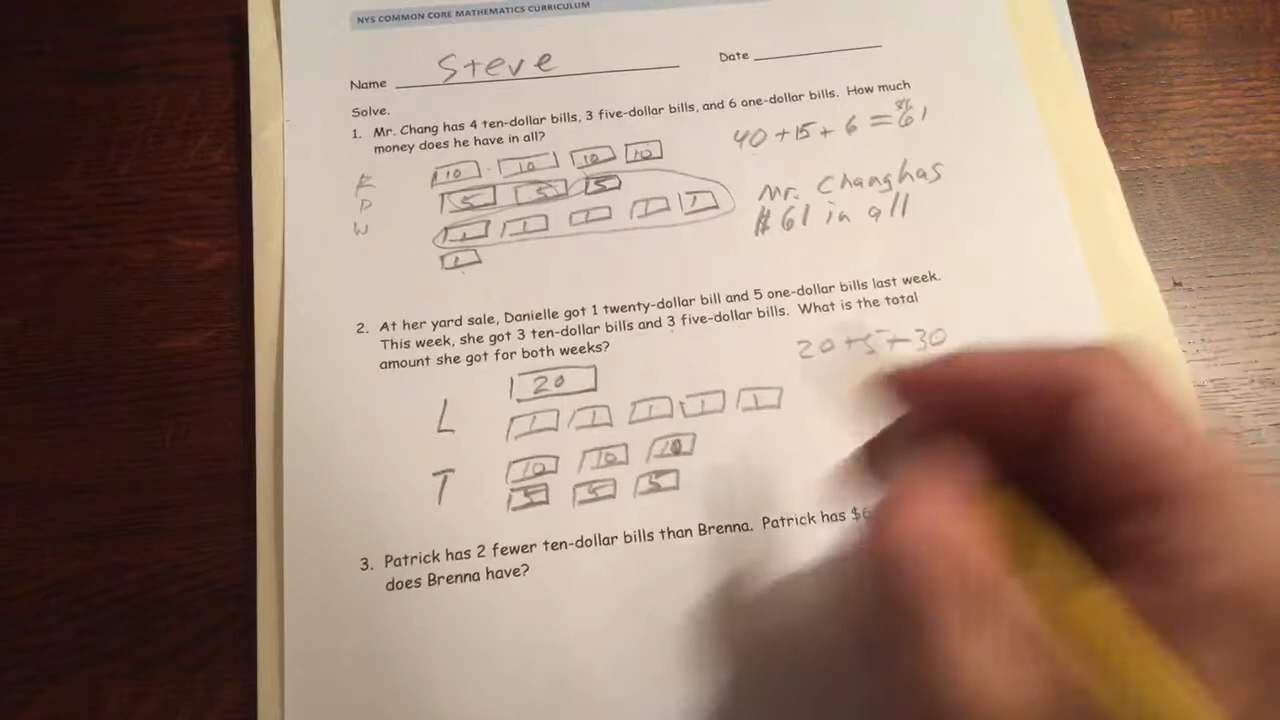 NYS COMMON CORE MATHEMATICS CURRICULUM
Name Steve Date
Solve.
1. Mr. Chang has 4 ten-dollar bills, 3 five-dollar bills, and 6 one-dollar bills. How much
money does he have in all?
40 + 15 + 6 = 61
R
D
W
10 10 10 10
5 5 5
1 1 1 1 1
1
Mr. Chang has
$61 in all
2. At her yard sale, Danielle got 1 twenty-dollar bill and 5 one-dollar bills last week.
This week, she got 3 ten-dollar bills and 3 five-dollar bills. What is the total
amount she got for both weeks?
20+5+30
20
L
1 1 1 1 1
T
10 10 10
5 5 5
3. Patrick has 2 fewer ten-dollar bills than Brenna. Patrick has $6
does Brenna have?